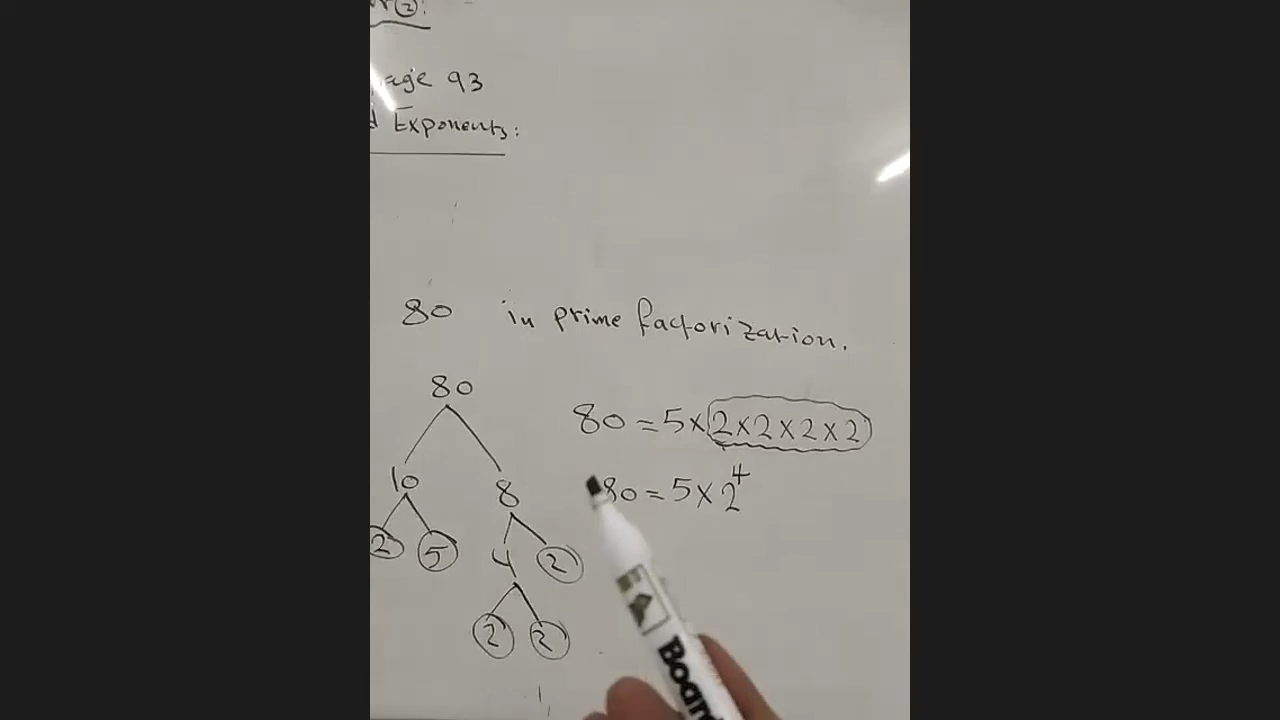 age 93
d Exponents:
80 in prime factorization.
80
10 8
2 5 4 2
2 2
80 = 5 × 2 × 2 × 2 × 2
80 = 5 × 2⁴
Board